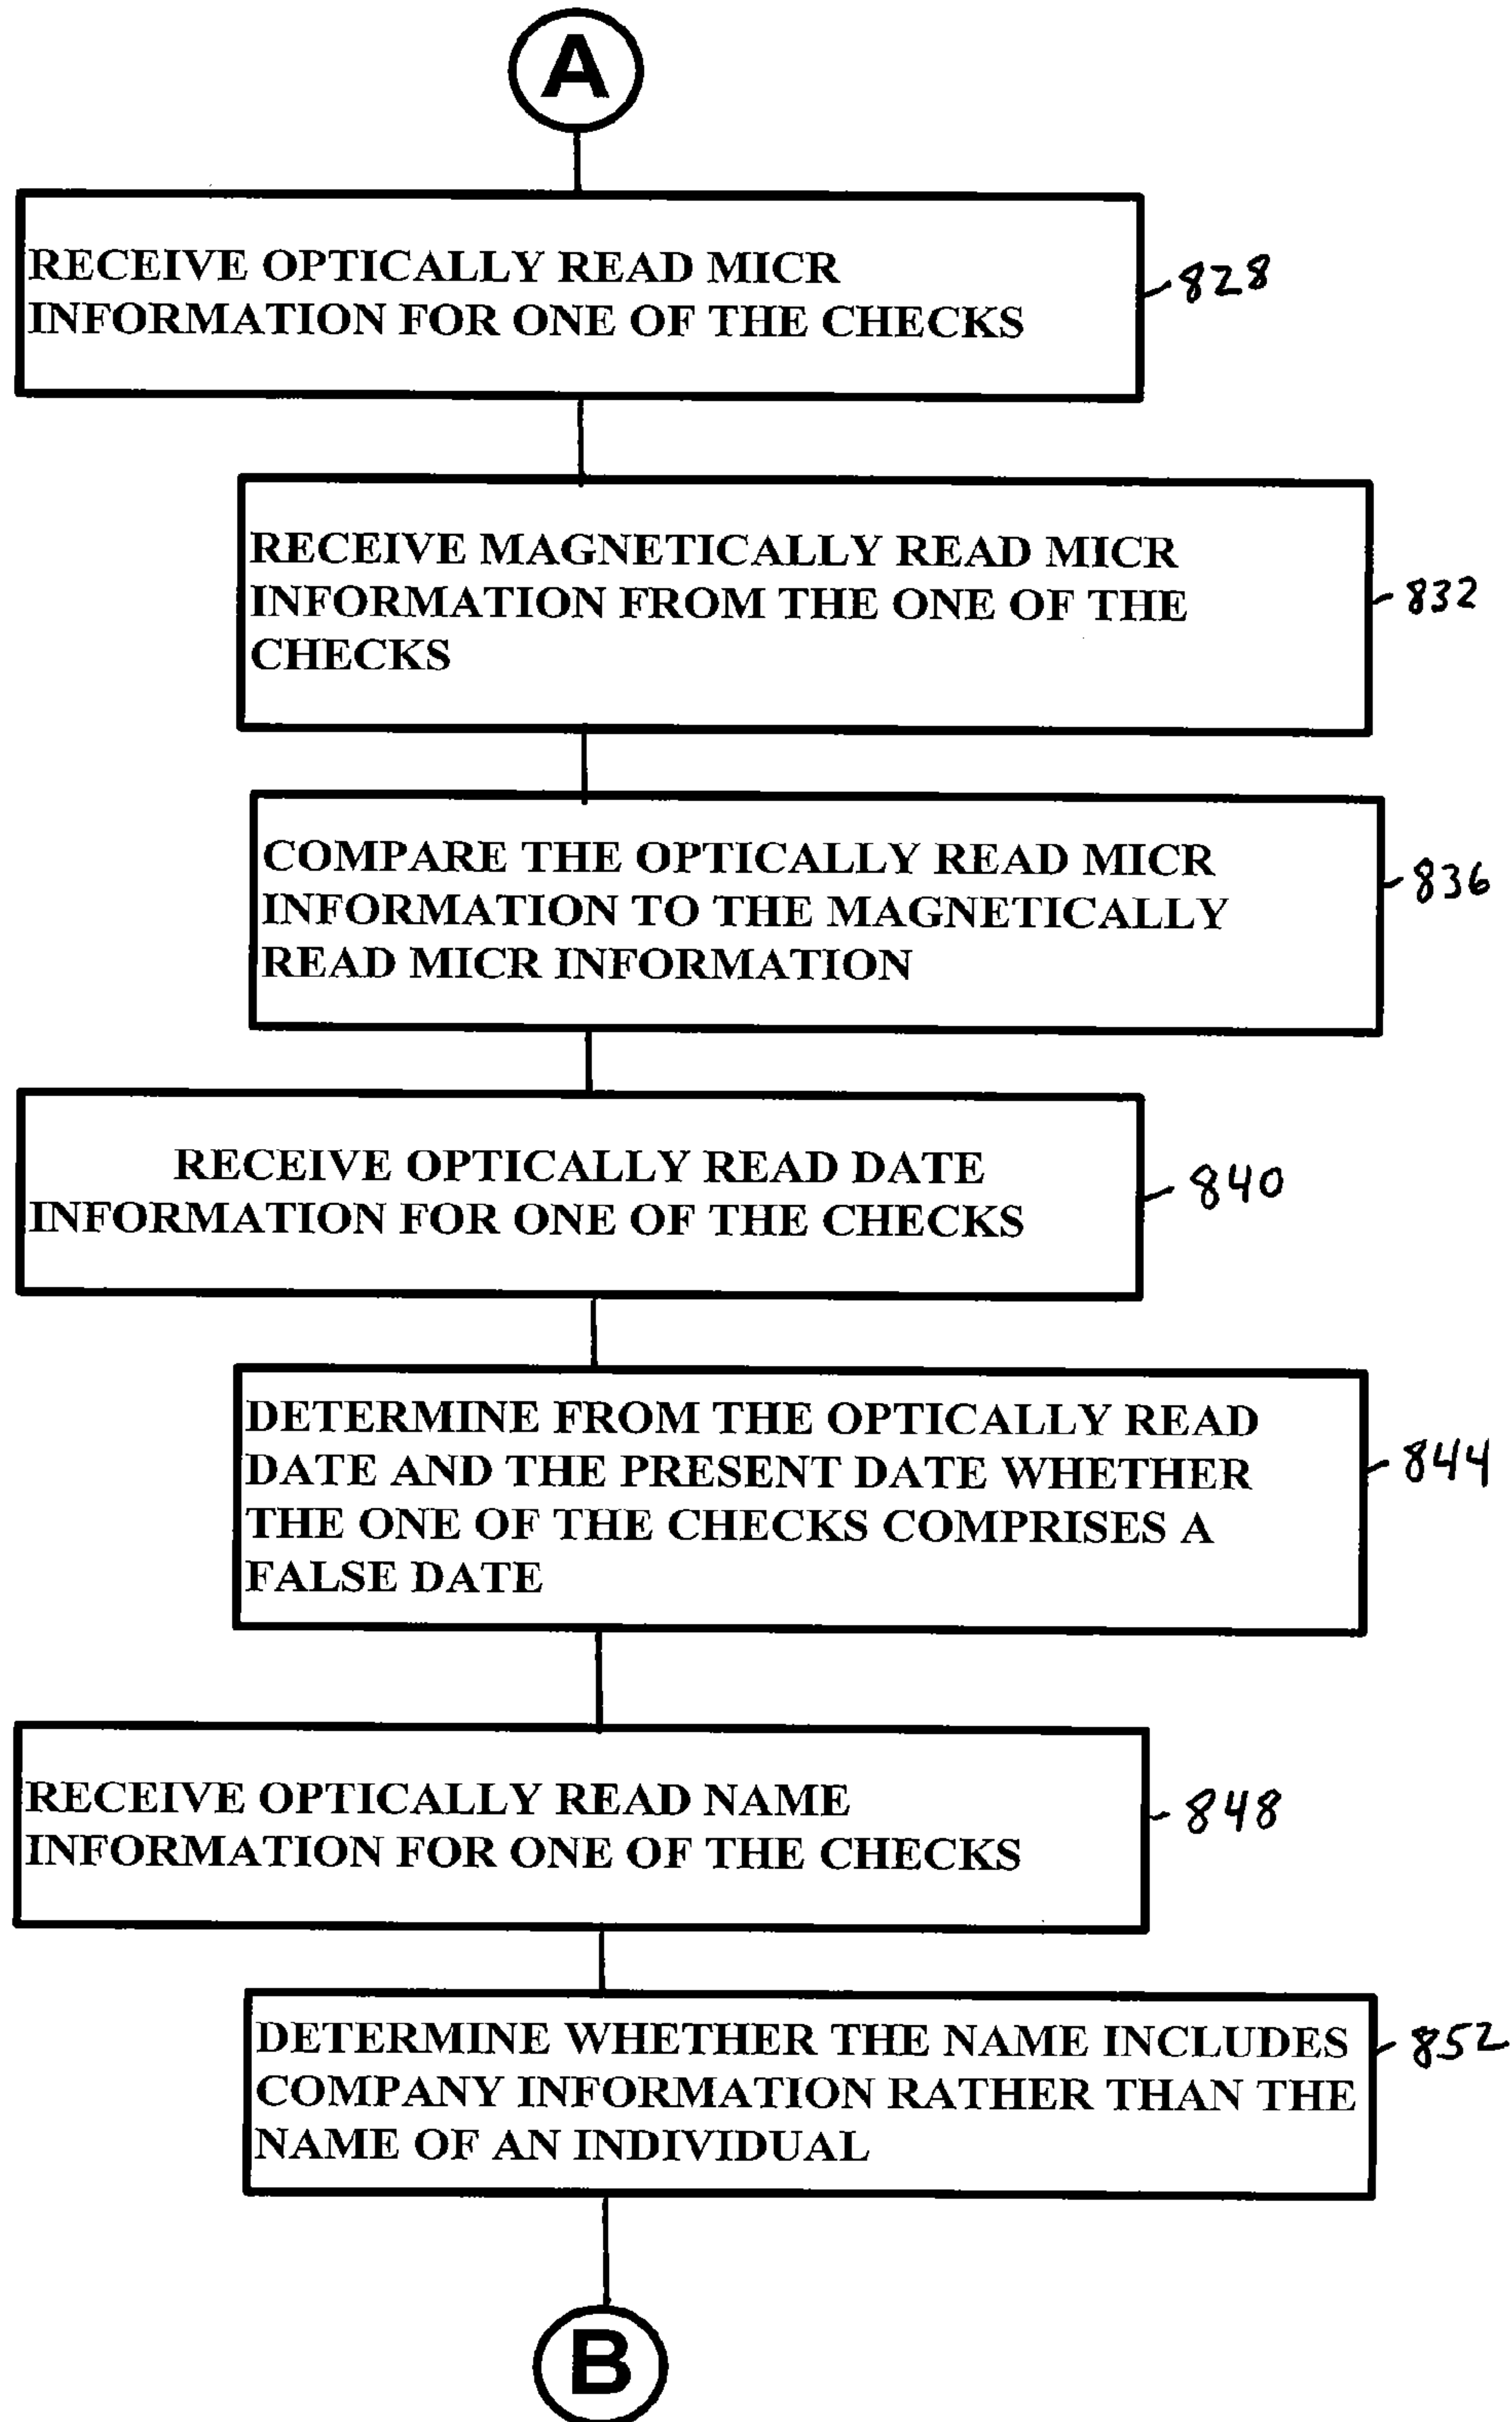 A
RECEIVE OPTICALLY READ MICR
INFORMATION FOR ONE OF THE CHECKS
828
RECEIVE MAGNETICALLY READ MICR
INFORMATION FROM THE ONE OF THE
CHECKS
832
COMPARE THE OPTICALLY READ MICR
INFORMATION TO THE MAGNETICALLY
READ MICR INFORMATION
836
RECEIVE OPTICALLY READ DATE
INFORMATION FOR ONE OF THE CHECKS
840
DETERMINE FROM THE OPTICALLY READ
DATE AND THE PRESENT DATE WHETHER
THE ONE OF THE CHECKS COMPRISES A
FALSE DATE
844
RECEIVE OPTICALLY READ NAME
INFORMATION FOR ONE OF THE CHECKS
848
DETERMINE WHETHER THE NAME INCLUDES
COMPANY INFORMATION RATHER THAN THE
NAME OF AN INDIVIDUAL
852
B